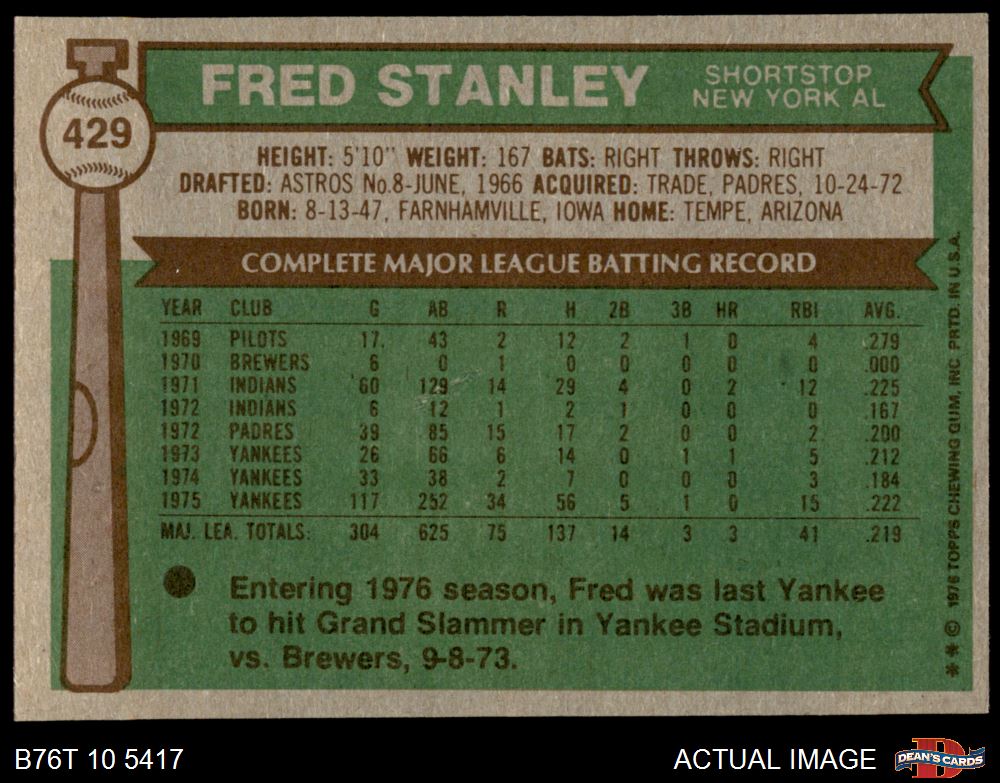 FRED STANLEY
SHORTSTOP
NEW YORK AL
429
HEIGHT: 5'10" WEIGHT: 167 BATS: RIGHT THROWS: RIGHT
DRAFTED: ASTROS No.8-JUNE, 1966 ACQUIRED: TRADE, PADRES, 10-24-72
BORN: 8-13-47, FARNHAMVILLE, IOWA HOME: TEMPE, ARIZONA
COMPLETE MAJOR LEAGUE BATTING RECORD
YEAR CLUB G AB R H 2B 3B HR RBI AVG.
1969 PILOTS 17 43 2 12 2 1 0 4 .279
1970 BREWERS 6 0 1 0 0 0 0 0 .000
1971 INDIANS 60 129 14 29 4 0 2 12 .225
1972 INDIANS 6 12 1 2 1 0 0 0 .167
1972 PADRES 39 85 15 17 2 0 0 2 .200
1973 YANKEES 26 66 6 14 0 1 1 5 .212
1974 YANKEES 33 38 2 7 0 0 0 3 .184
1975 YANKEES 117 252 34 56 5 1 0 15 .222
MAJ. LEA. TOTALS: 304 625 75 137 14 3 3 41 .219
Entering 1976 season, Fred was last Yankee
to hit Grand Slammer in Yankee Stadium,
vs. Brewers, 9-8-73.
** © 1976 TOPPS CHEWING GUM, INC. PRTD. IN U.S.A.
B76T 10 5417
ACTUAL IMAGE
D
DEAN'S CARDS